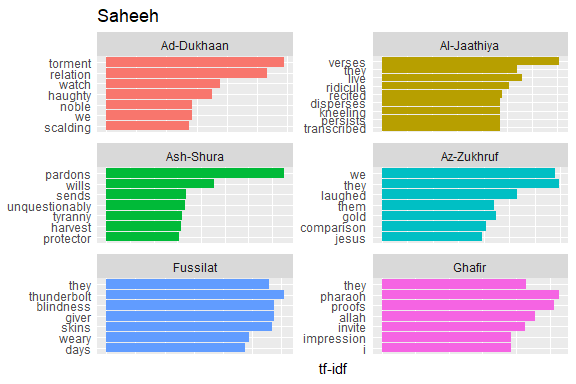 Saheeh
Ad-Dukhaan
torment
relation
watch
haughty
noble
we
scalding
Al-Jaathiya
verses
they
live
ridicule
recited
disperses
kneeling
persists
transcribed
Ash-Shura
pardons
wills
sends
unquestionably
tyranny
harvest
protector
Az-Zukhruf
we
they
laughed
them
gold
comparison
jesus
Fussilat
they
thunderbolt
blindness
giver
skins
weary
days
Ghafir
they
pharaoh
proofs
allah
invite
impression
i
tf-idf